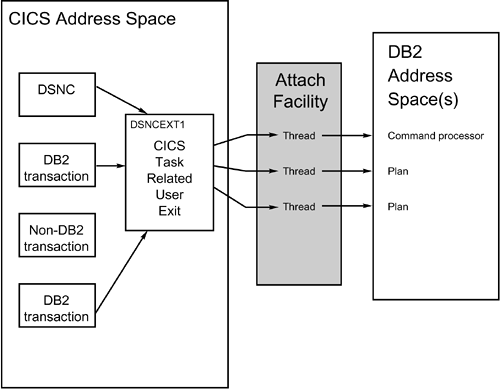 CICS Address Space
DSNC
DB2
transaction
Non-DB2
transaction
DB2
transaction
DSNCEXT1
CICS
Task
Related
User
Exit
Attach
Facility
Thread
Thread
Thread
DB2
Address
Space(s)
Command processor
Plan
Plan